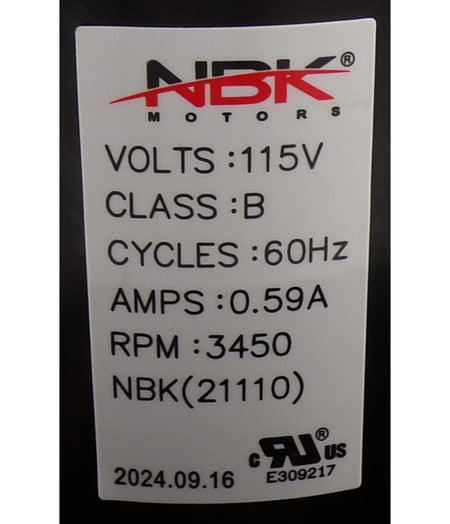 NBK®
MOTORS
VOLTS :115V
CLASS :B
CYCLES :60Hz
AMPS :0.59A
RPM :3450
NBK(21110)
c RU® US
2024.09.16 E309217